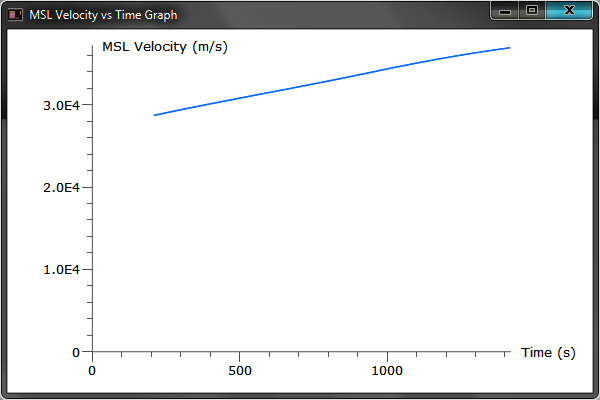 MSL Velocity vs Time Graph
MSL Velocity (m/s)
3.0E4
2.0E4
1.0E4
0
Time (s)
0 500 1000